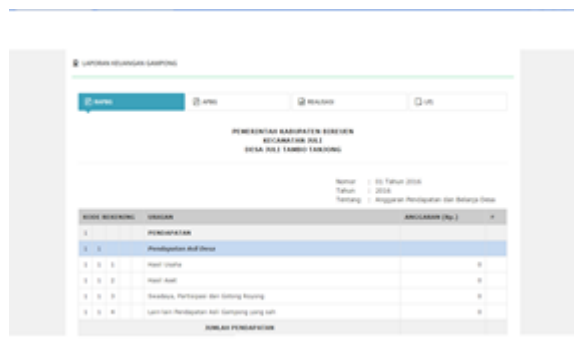 LAPORAN KEUANGAN GAMPONG
RAPBG APBG REALISASI LPJ
PEMERINTAH KABUPATEN BIREUEN
KECAMATAN JULI
DESA JULI TAMBO TANJONG
Nomor : 01 Tahun 2016
Tahun : 2016
Tentang : Anggaran Pendapatan dan Belanja Desa
KODE REKENING URAIAN ANGGARAN (Rp.) #
1 PENDAPATAN
1 1 Pendapatan Asli Desa
1 1 1 Hasil Usaha 0
1 1 2 Hasil Aset 0
1 1 3 Swadaya, Partisipasi dan Gotong Royong 0
1 1 4 Lain-lain Pendapatan Asli Gampong yang sah 0
JUMLAH PENDAPATAN